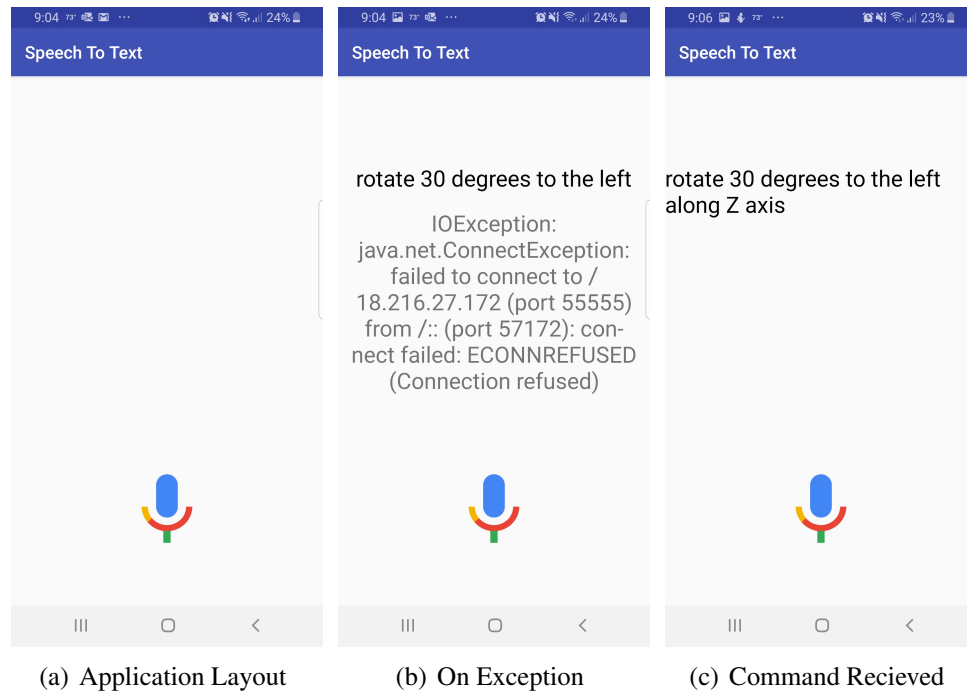 9:04 73° ··· 24%
Speech To Text
9:04 73° ··· 24%
Speech To Text
rotate 30 degrees to the left
IOException:
java.net.ConnectException:
failed to connect to /
18.216.27.172 (port 55555)
from /:: (port 57172): con-
nect failed: ECONNREFUSED
(Connection refused)
9:06 73° ··· 23%
Speech To Text
rotate 30 degrees to the left
along Z axis
(a) Application Layout
(b) On Exception
(c) Command Recieved